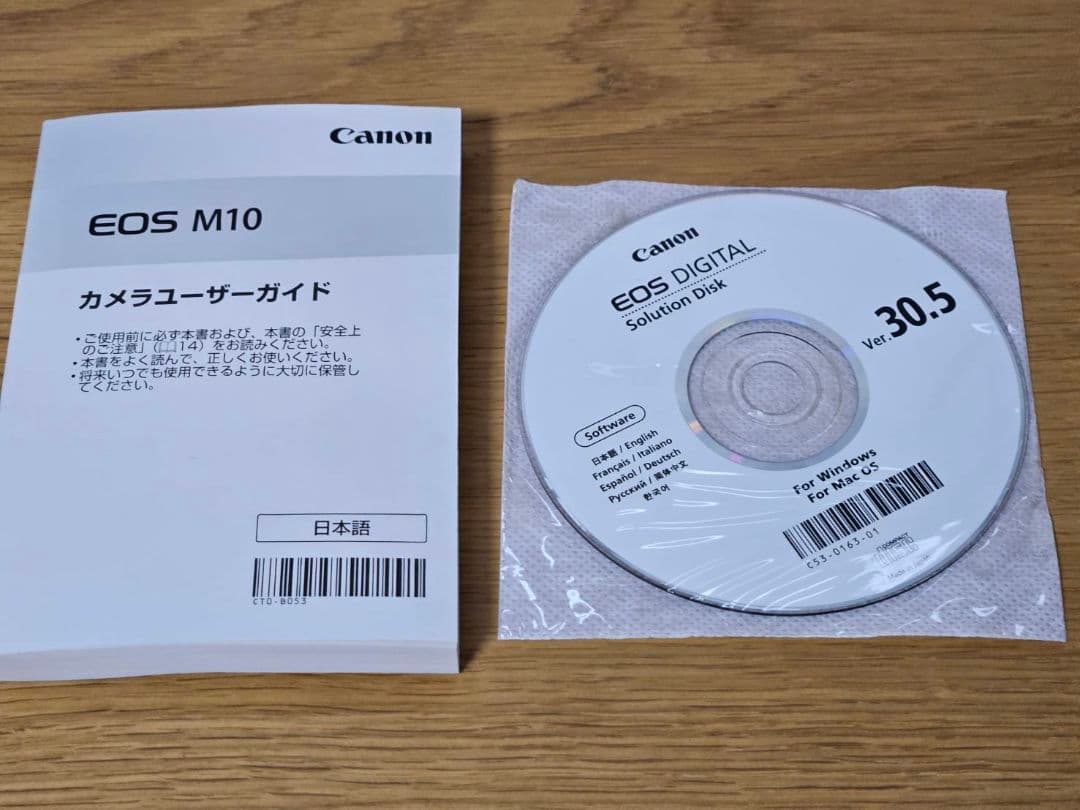 Canon
EOS M10
カメラユーザーガイド
・ご使用前に必ず本書および、本書の「安全上
のご注意」(📖14)をお読みください。
・本書をよく読んで、正しくお使いください。
・将来いつでも使用できるように大切に保管し
てください。
日本語
CT0-B053
Canon
EOS DIGITAL
Solution Disk
Ver.30.5
Software
日本語 / English
Français / Italiano
Español / Deutsch
Русский / 简体中文
한국어
For Windows
For Mac OS
C53-0163-01
COMPACT
Made in Japan